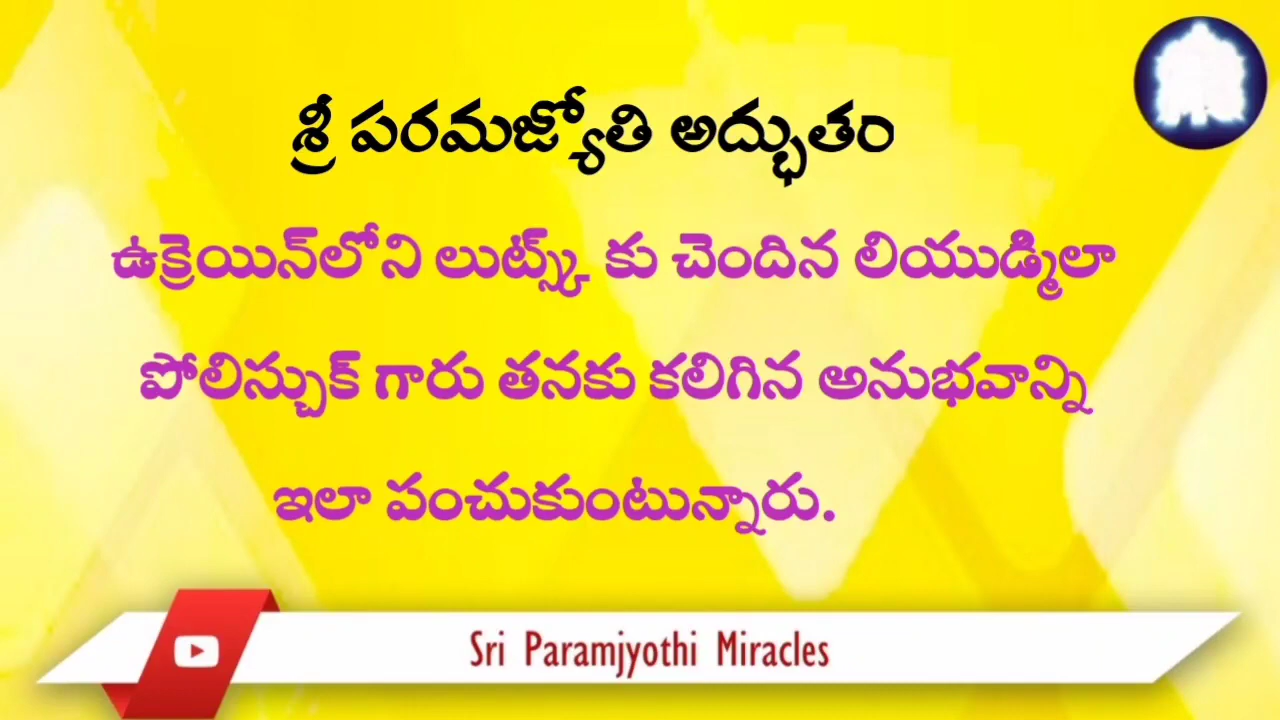 శ్రీ పరమజ్యోతి అద్భుతం
ఉక్రెయిన్‌లోని లుట్స్క్ కు చెందిన లియుడ్మిలా
పోలిస్చుక్ గారు తనకు కలిగిన అనుభవాన్ని
ఇలా పంచుకుంటున్నారు.
Sri Paramjyothi Miracles